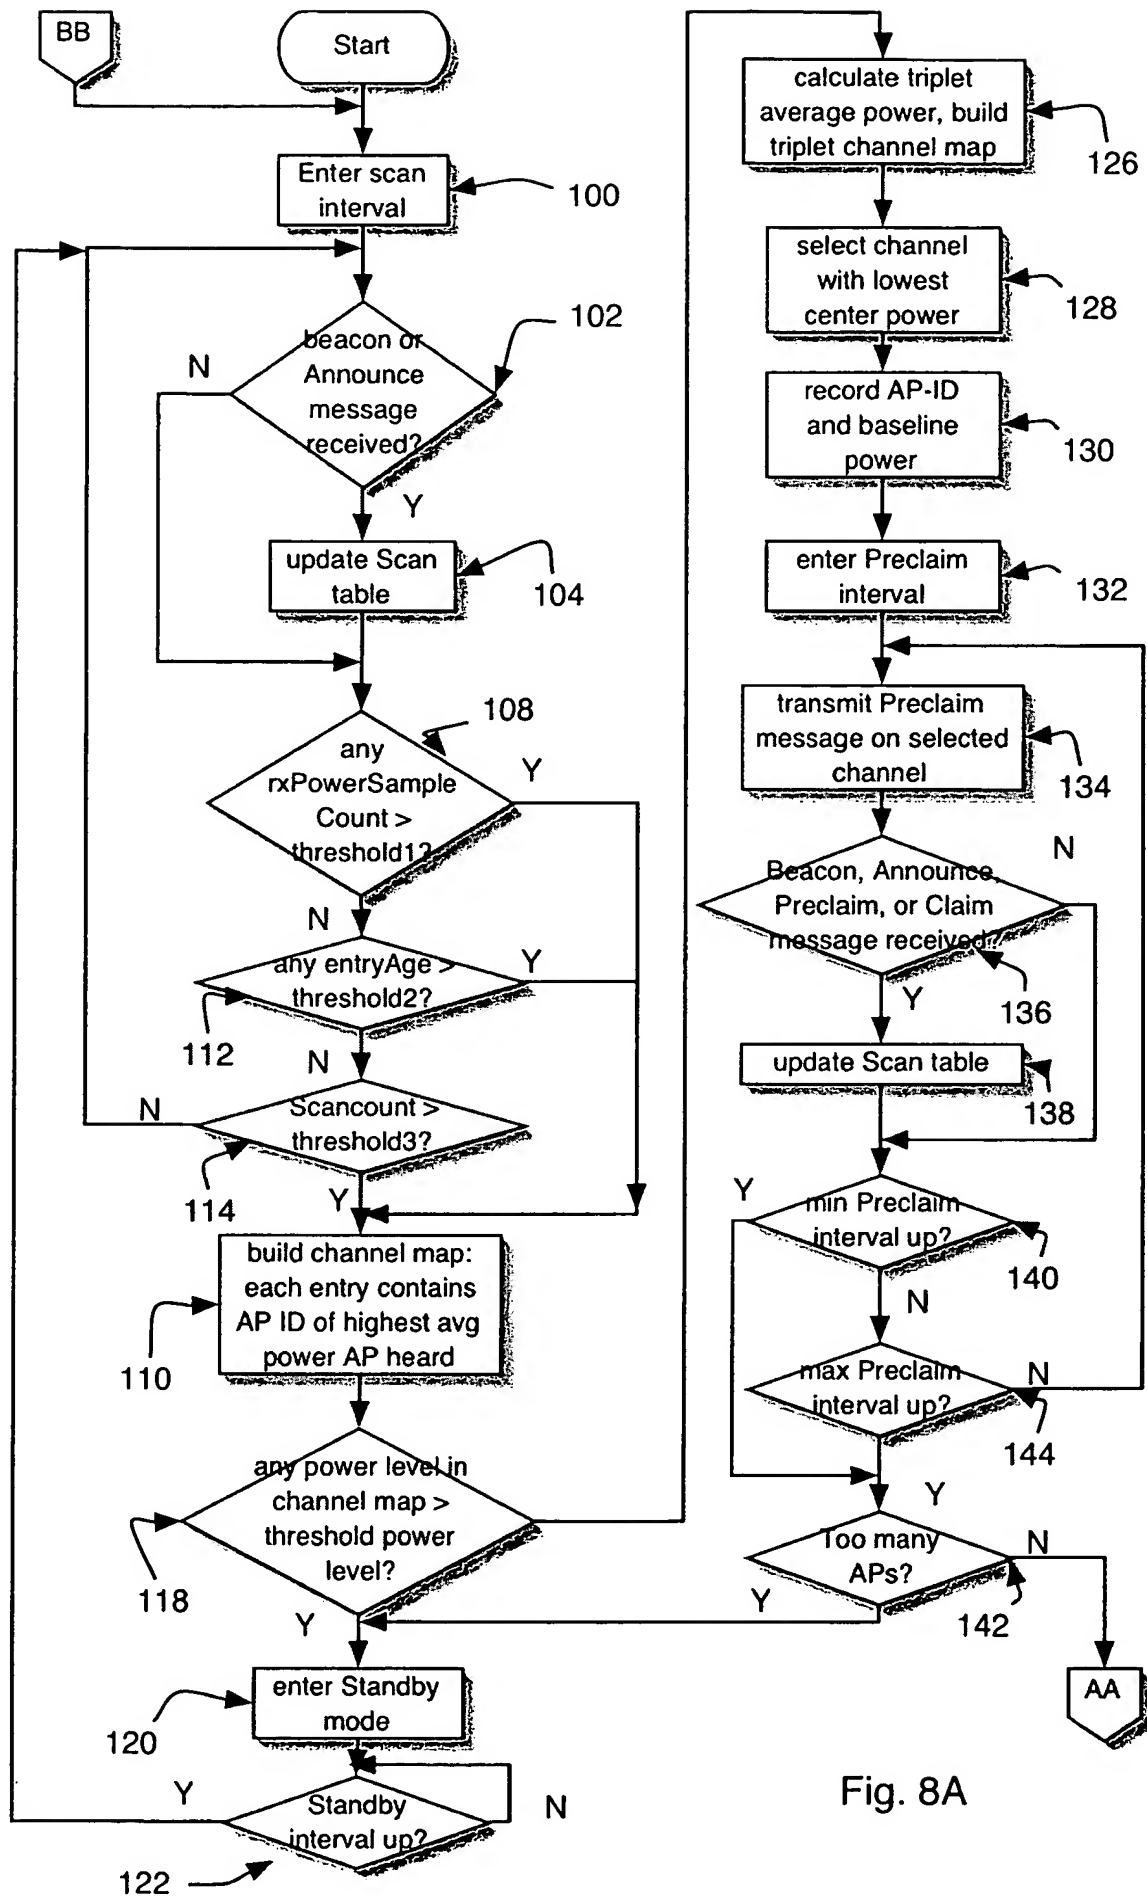 BB
Start
Enter scan
interval
100
beacon or
Announce
message
received?
102
N
Y
update Scan
table
104
108
any
rxPowerSample
Count >
threshold1?
Y
N
any entryAge >
threshold2?
Y
112
N
Scancount >
threshold3?
N
114
Y
build channel map:
each entry contains
AP ID of highest avg
power AP heard
110
any power level in
channel map >
threshold power
level?
118
Y
enter Standby
mode
120
Y
Standby
interval up?
N
122
calculate triplet
average power, build
triplet channel map
126
select channel
with lowest
center power
128
record AP-ID
and baseline
power
130
enter Preclaim
interval
132
transmit Preclaim
message on selected
channel
134
N
Beacon, Announce,
Preclaim, or Claim
message received?
136
Y
update Scan table
138
Y
min Preclaim
interval up?
140
N
max Preclaim
interval up?
N
144
Y
Too many
APs?
N
Y
142
AA
Fig. 8A